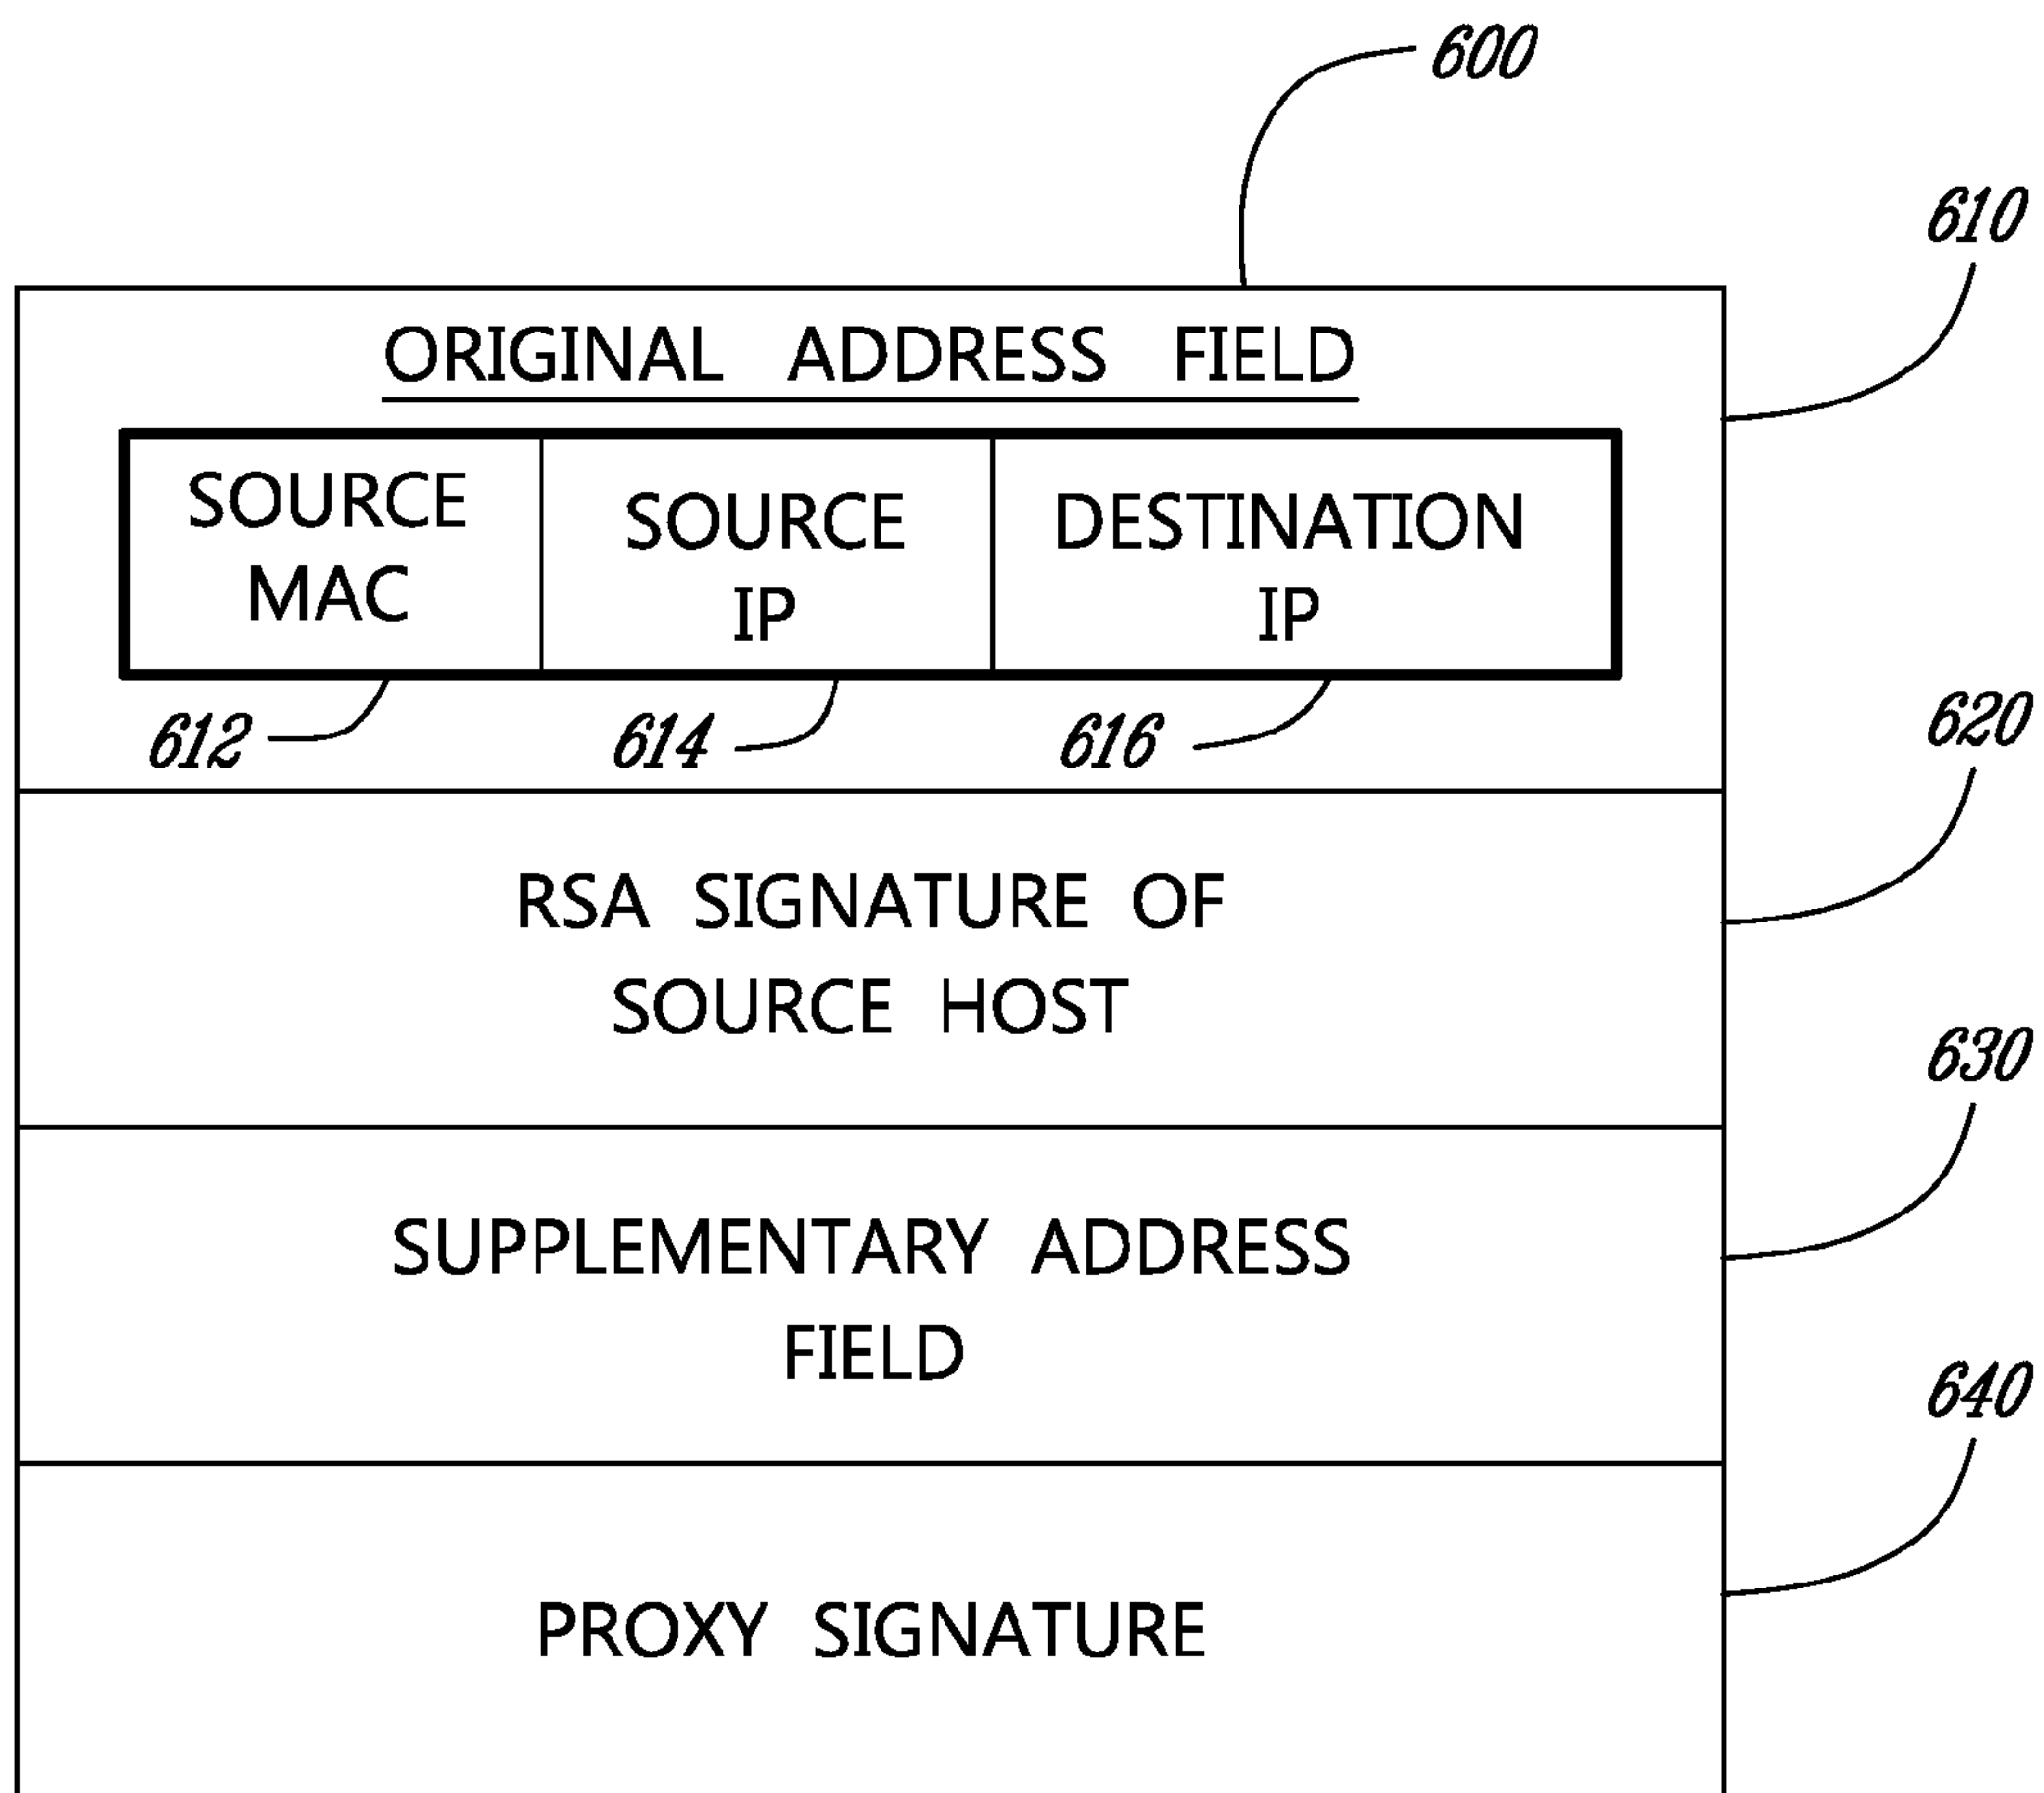 600
610
ORIGINAL ADDRESS FIELD
SOURCE
MAC
SOURCE
IP
DESTINATION
IP
612
614
616
620
RSA SIGNATURE OF
SOURCE HOST
630
SUPPLEMENTARY ADDRESS
FIELD
640
PROXY SIGNATURE